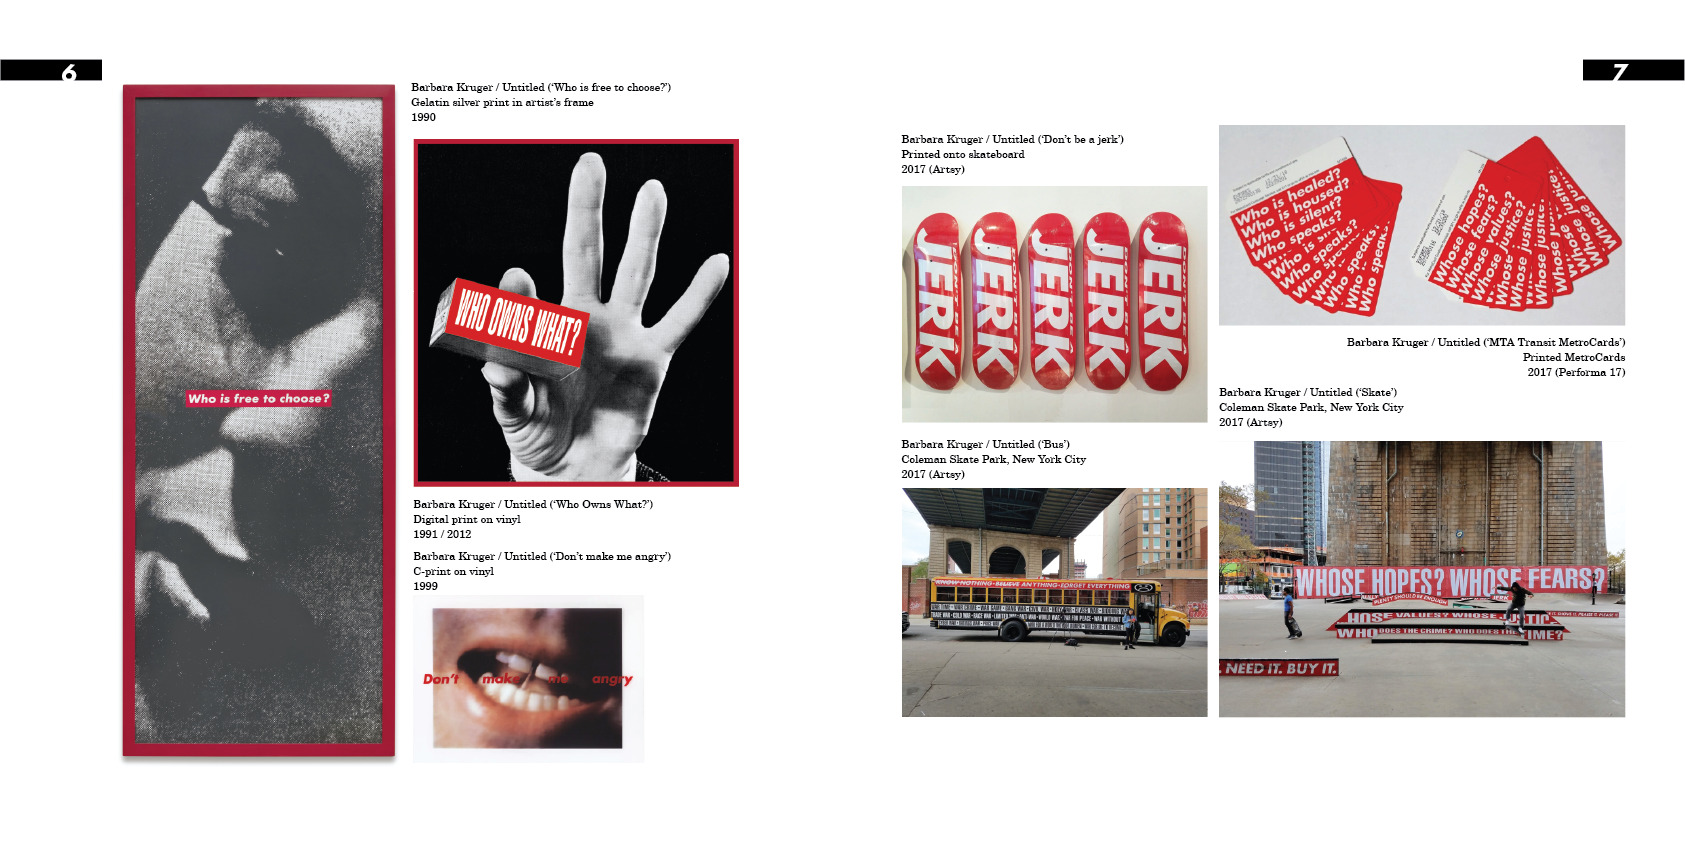 6
Barbara Kruger / Untitled (‘Who is free to choose?’)
Gelatin silver print in artist’s frame
1990
Who is free to choose?
WHO OWNS WHAT?
Barbara Kruger / Untitled (‘Who Owns What?’)
Digital print on vinyl
1991 / 2012
Barbara Kruger / Untitled (‘Don’t make me angry’)
C-print on vinyl
1999
Don't make me angry
7
Barbara Kruger / Untitled (‘Don’t be a jerk’)
Printed onto skateboard
2017 (Artsy)
JERK
JERK
JERK
JERK
JERK
Who is healed?
Who is housed?
Who is silent?
Who speaks?
Who speaks?
Who speaks?
Who speaks?
Who speaks?
Whose hopes?
Whose fears?
Whose values?
Whose justice?
Whose justice
Whose justice
Whose justice
Whose justice
Barbara Kruger / Untitled (‘MTA Transit MetroCards’)
Printed MetroCards
2017 (Performa 17)
Barbara Kruger / Untitled (‘Skate’)
Coleman Skate Park, New York City
2017 (Artsy)
Barbara Kruger / Untitled (‘Bus’)
Coleman Skate Park, New York City
2017 (Artsy)
KNOW NOTHING·BELIEVE ANYTHING·FORGET EVERYTHING
WHOSE HOPES? WHOSE FEARS?
PLENTY SHOULD BE ENOUGH
HOSE VALUES? WHOSE JUSTIC
WHO DOES THE CRIME? WHO DOES THE TIME?
NEED IT. BUY IT.